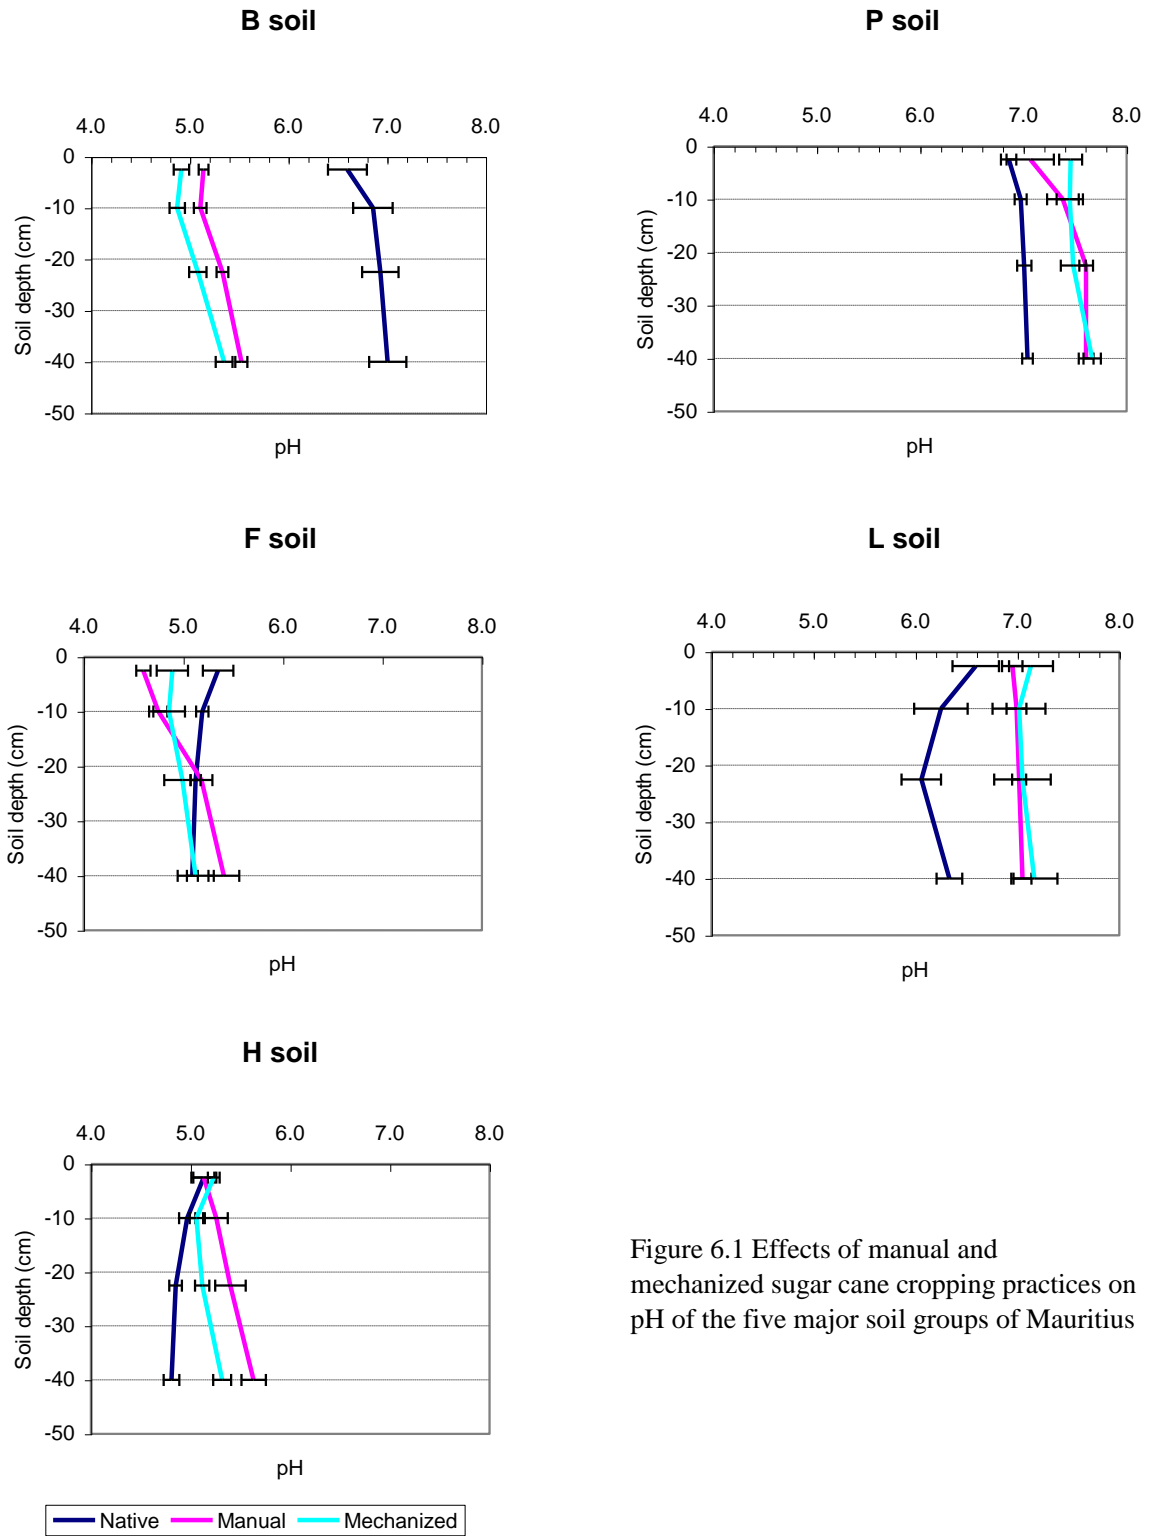 B soil
4.0 5.0 6.0 7.0 8.0
0
-10
-20
-30
-40
-50
Soil depth (cm)
pH
P soil
4.0 5.0 6.0 7.0 8.0
0
-10
-20
-30
-40
-50
Soil depth (cm)
pH
F soil
4.0 5.0 6.0 7.0 8.0
0
-10
-20
-30
-40
-50
Soil depth (cm)
pH
L soil
4.0 5.0 6.0 7.0 8.0
0
-10
-20
-30
-40
-50
Soil depth (cm)
pH
H soil
4.0 5.0 6.0 7.0 8.0
0
-10
-20
-30
-40
-50
Soil depth (cm)
pH
Native Manual Mechanized
Figure 6.1 Effects of manual and
mechanized sugar cane cropping practices on
pH of the five major soil groups of Mauritius